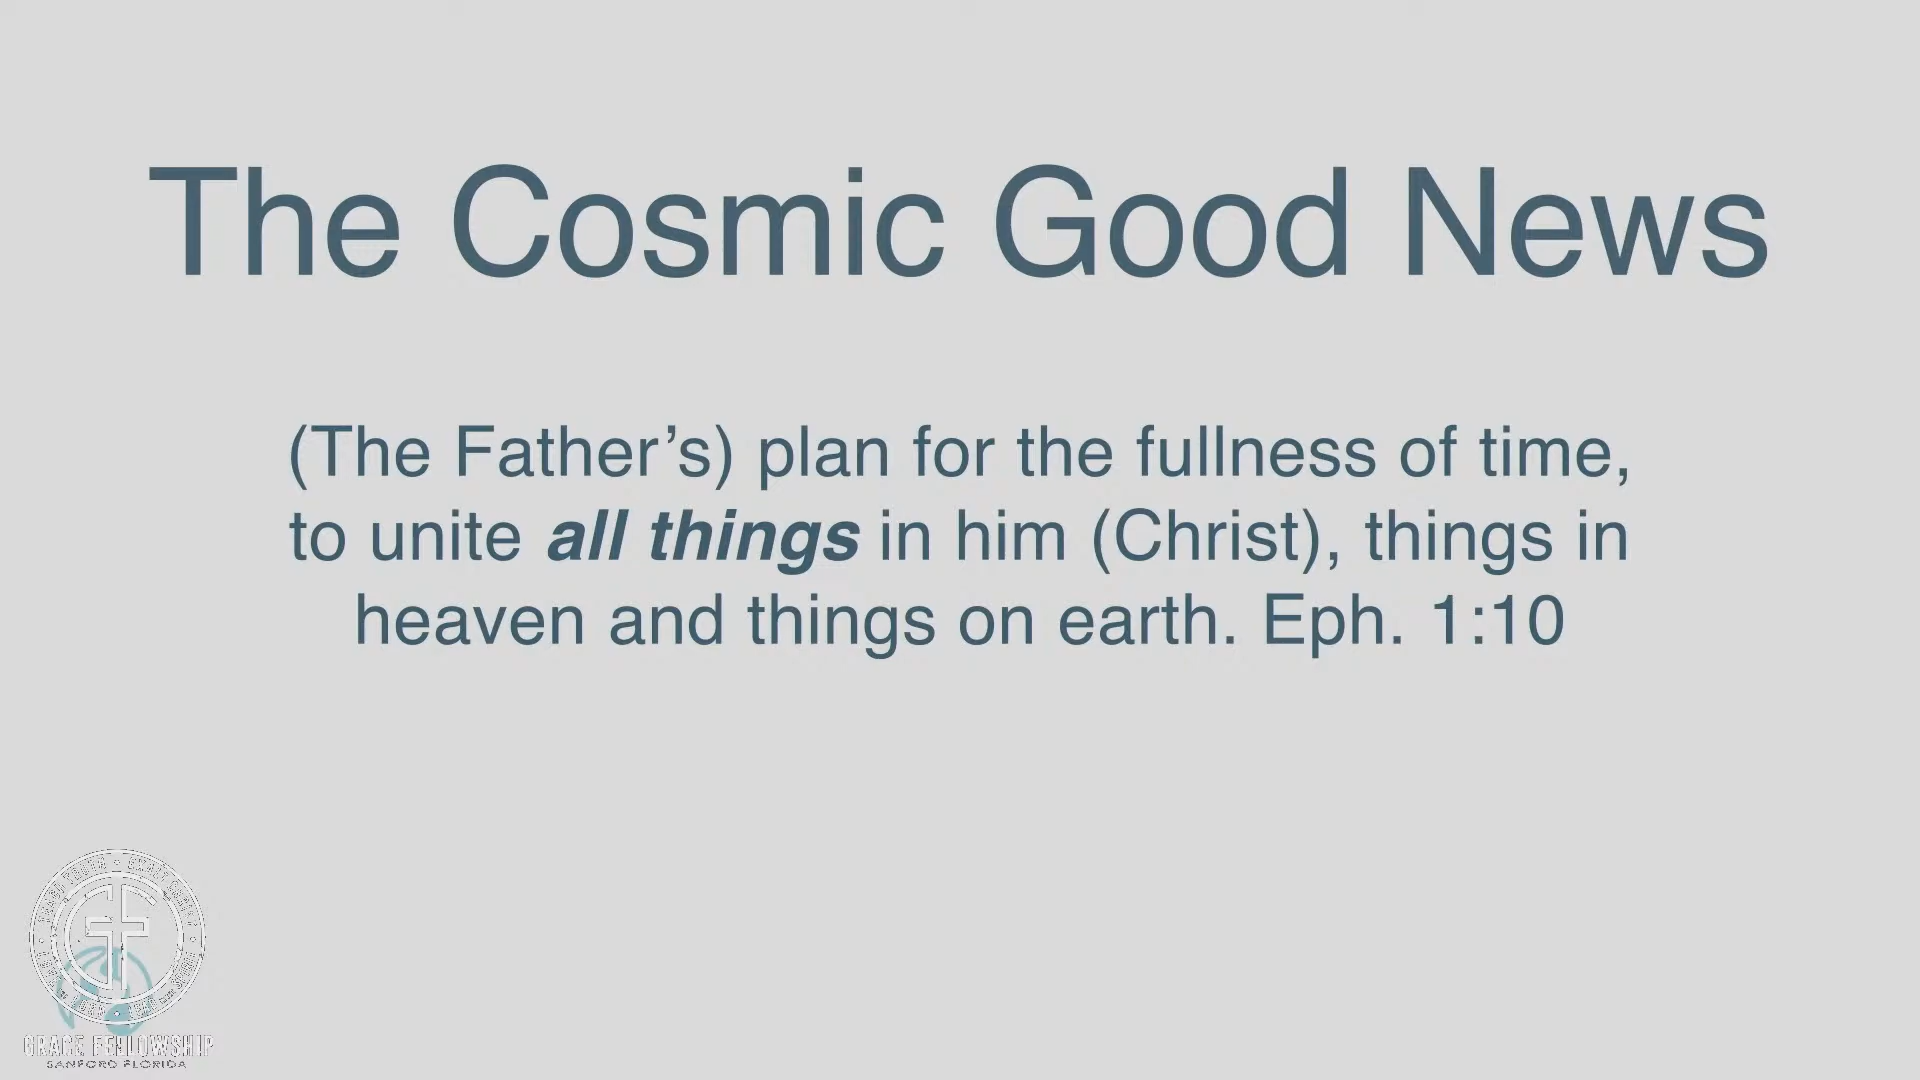 The Cosmic Good News
(The Father’s) plan for the fullness of time,
to unite all things in him (Christ), things in
heaven and things on earth. Eph. 1:10
GRACE FELLOWSHIP
SANFORD FLORIDA